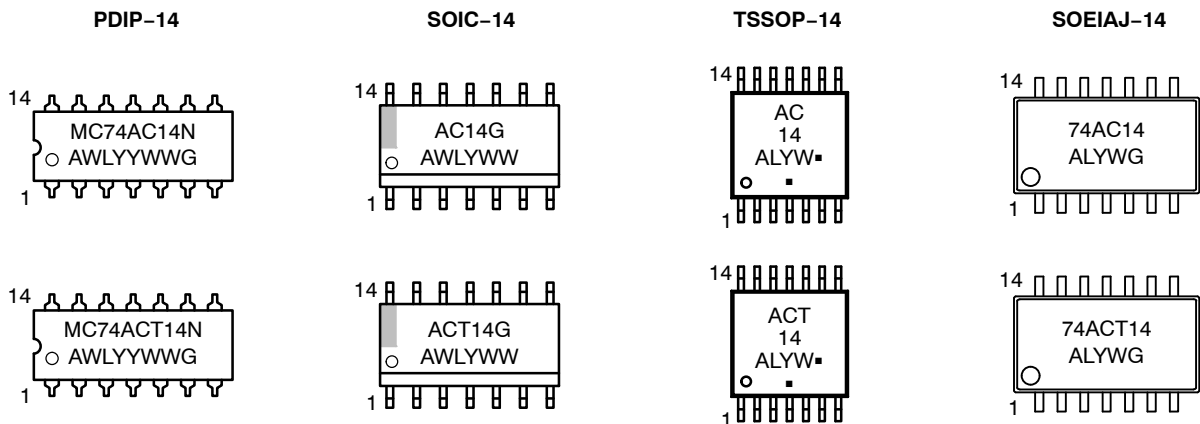 PDIP–14
SOIC–14
TSSOP–14
SOEIAJ–14
14
MC74AC14N
AWLYYWWG
1
14
AC14G
AWLYWW
1
14
AC
14
ALYW▪
▪
1
14
74AC14
ALYWG
1
14
MC74ACT14N
AWLYYWWG
1
14
ACT14G
AWLYWW
1
14
ACT
14
ALYW▪
▪
1
14
74ACT14
ALYWG
1